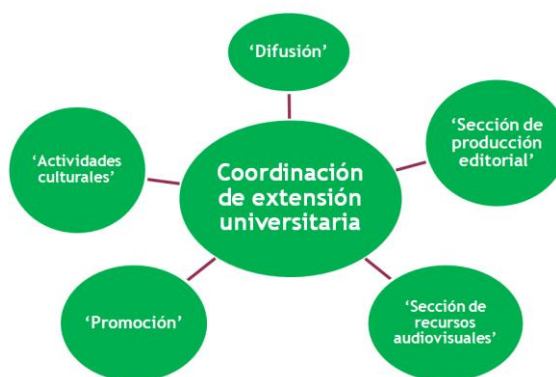 ‘Difusión’
‘Sección de
producción
editorial’
‘Actividades
culturales’
Coordinación
de extensión
universitaria
‘Promoción’
‘Sección de
recursos
audiovisuales’